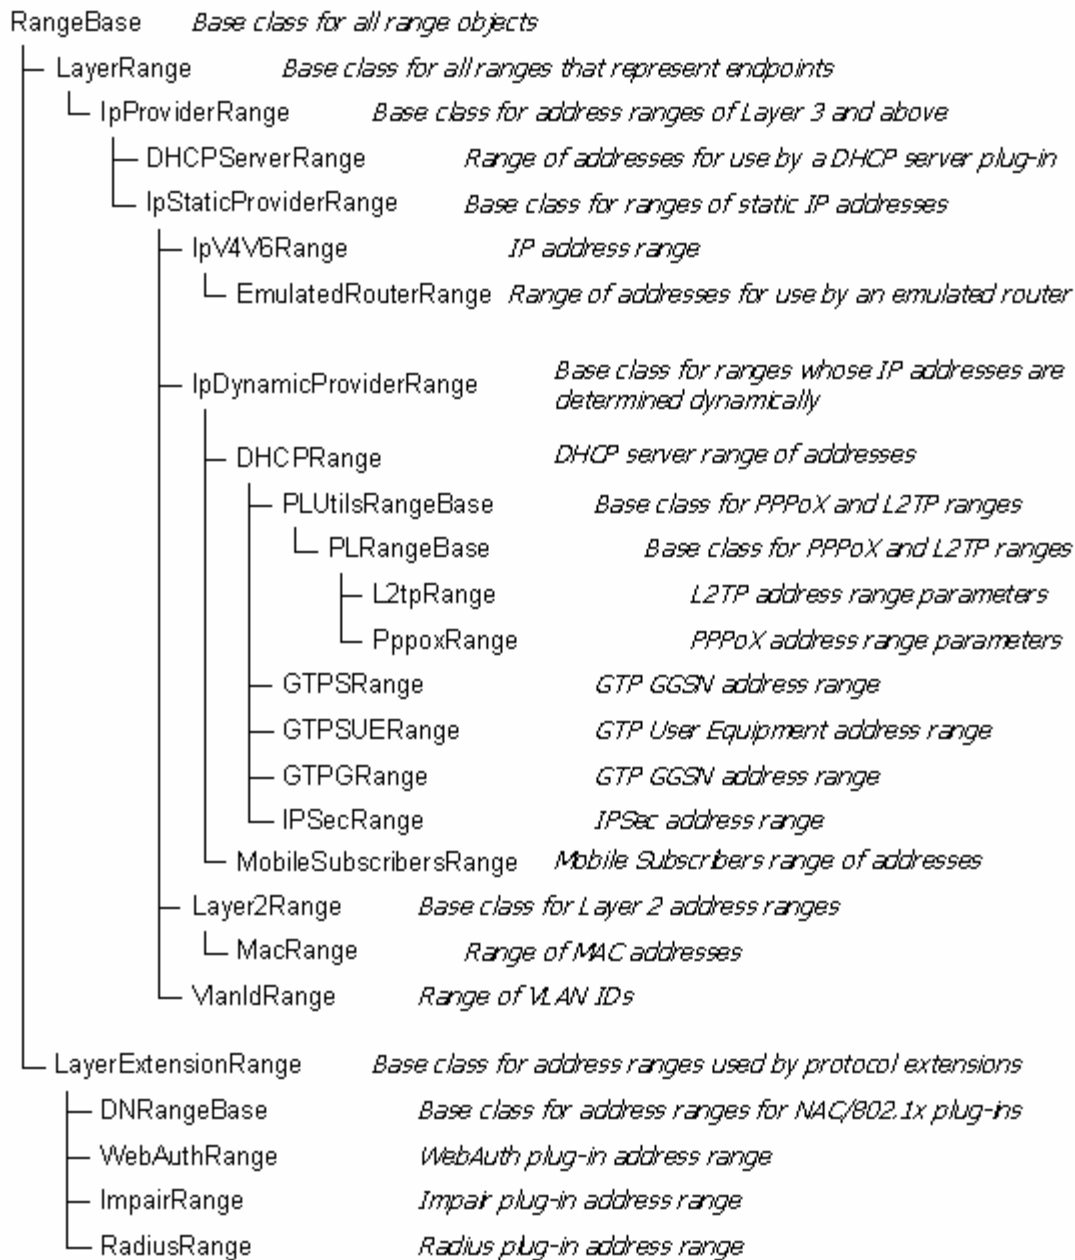 RangeBase Base class for all range objects
LayerRange Base class for all ranges that represent endpoints
IpProviderRange Base class for address ranges of Layer 3 and above
DHCPServerRange Range of addresses for use by a DHCP server plug-in
IpStaticProviderRange Base class for ranges of static IP addresses
IpV4V6Range IP address range
EmulatedRouterRange Range of addresses for use by an emulated router
IpDynamicProviderRange Base class for ranges whose IP addresses are
determined dynamically
DHCPRange DHCP server range of addresses
PLUtilsRangeBase Base class for PPPoX and L2TP ranges
PLRangeBase Base class for PPPoX and L2TP ranges
L2tpRange L2TP address range parameters
PppoxRange PPPoX address range parameters
GTPSRange GTP GGSN address range
GTPSUERange GTP User Equipment address range
GTPGRange GTP GGSN address range
IPSecRange IPSec address range
MobileSubscribersRange Mobile Subscribers range of addresses
Layer2Range Base class for Layer 2 address ranges
MacRange Range of MAC addresses
VlanIdRange Range of VLAN IDs
LayerExtensionRange Base class for address ranges used by protocol extensions
DNRangeBase Base class for address ranges for NAC/802.1x plug-ins
WebAuthRange WebAuth plug-in address range
ImpairRange Impair plug-in address range
RadiusRange Radius plug-in address range